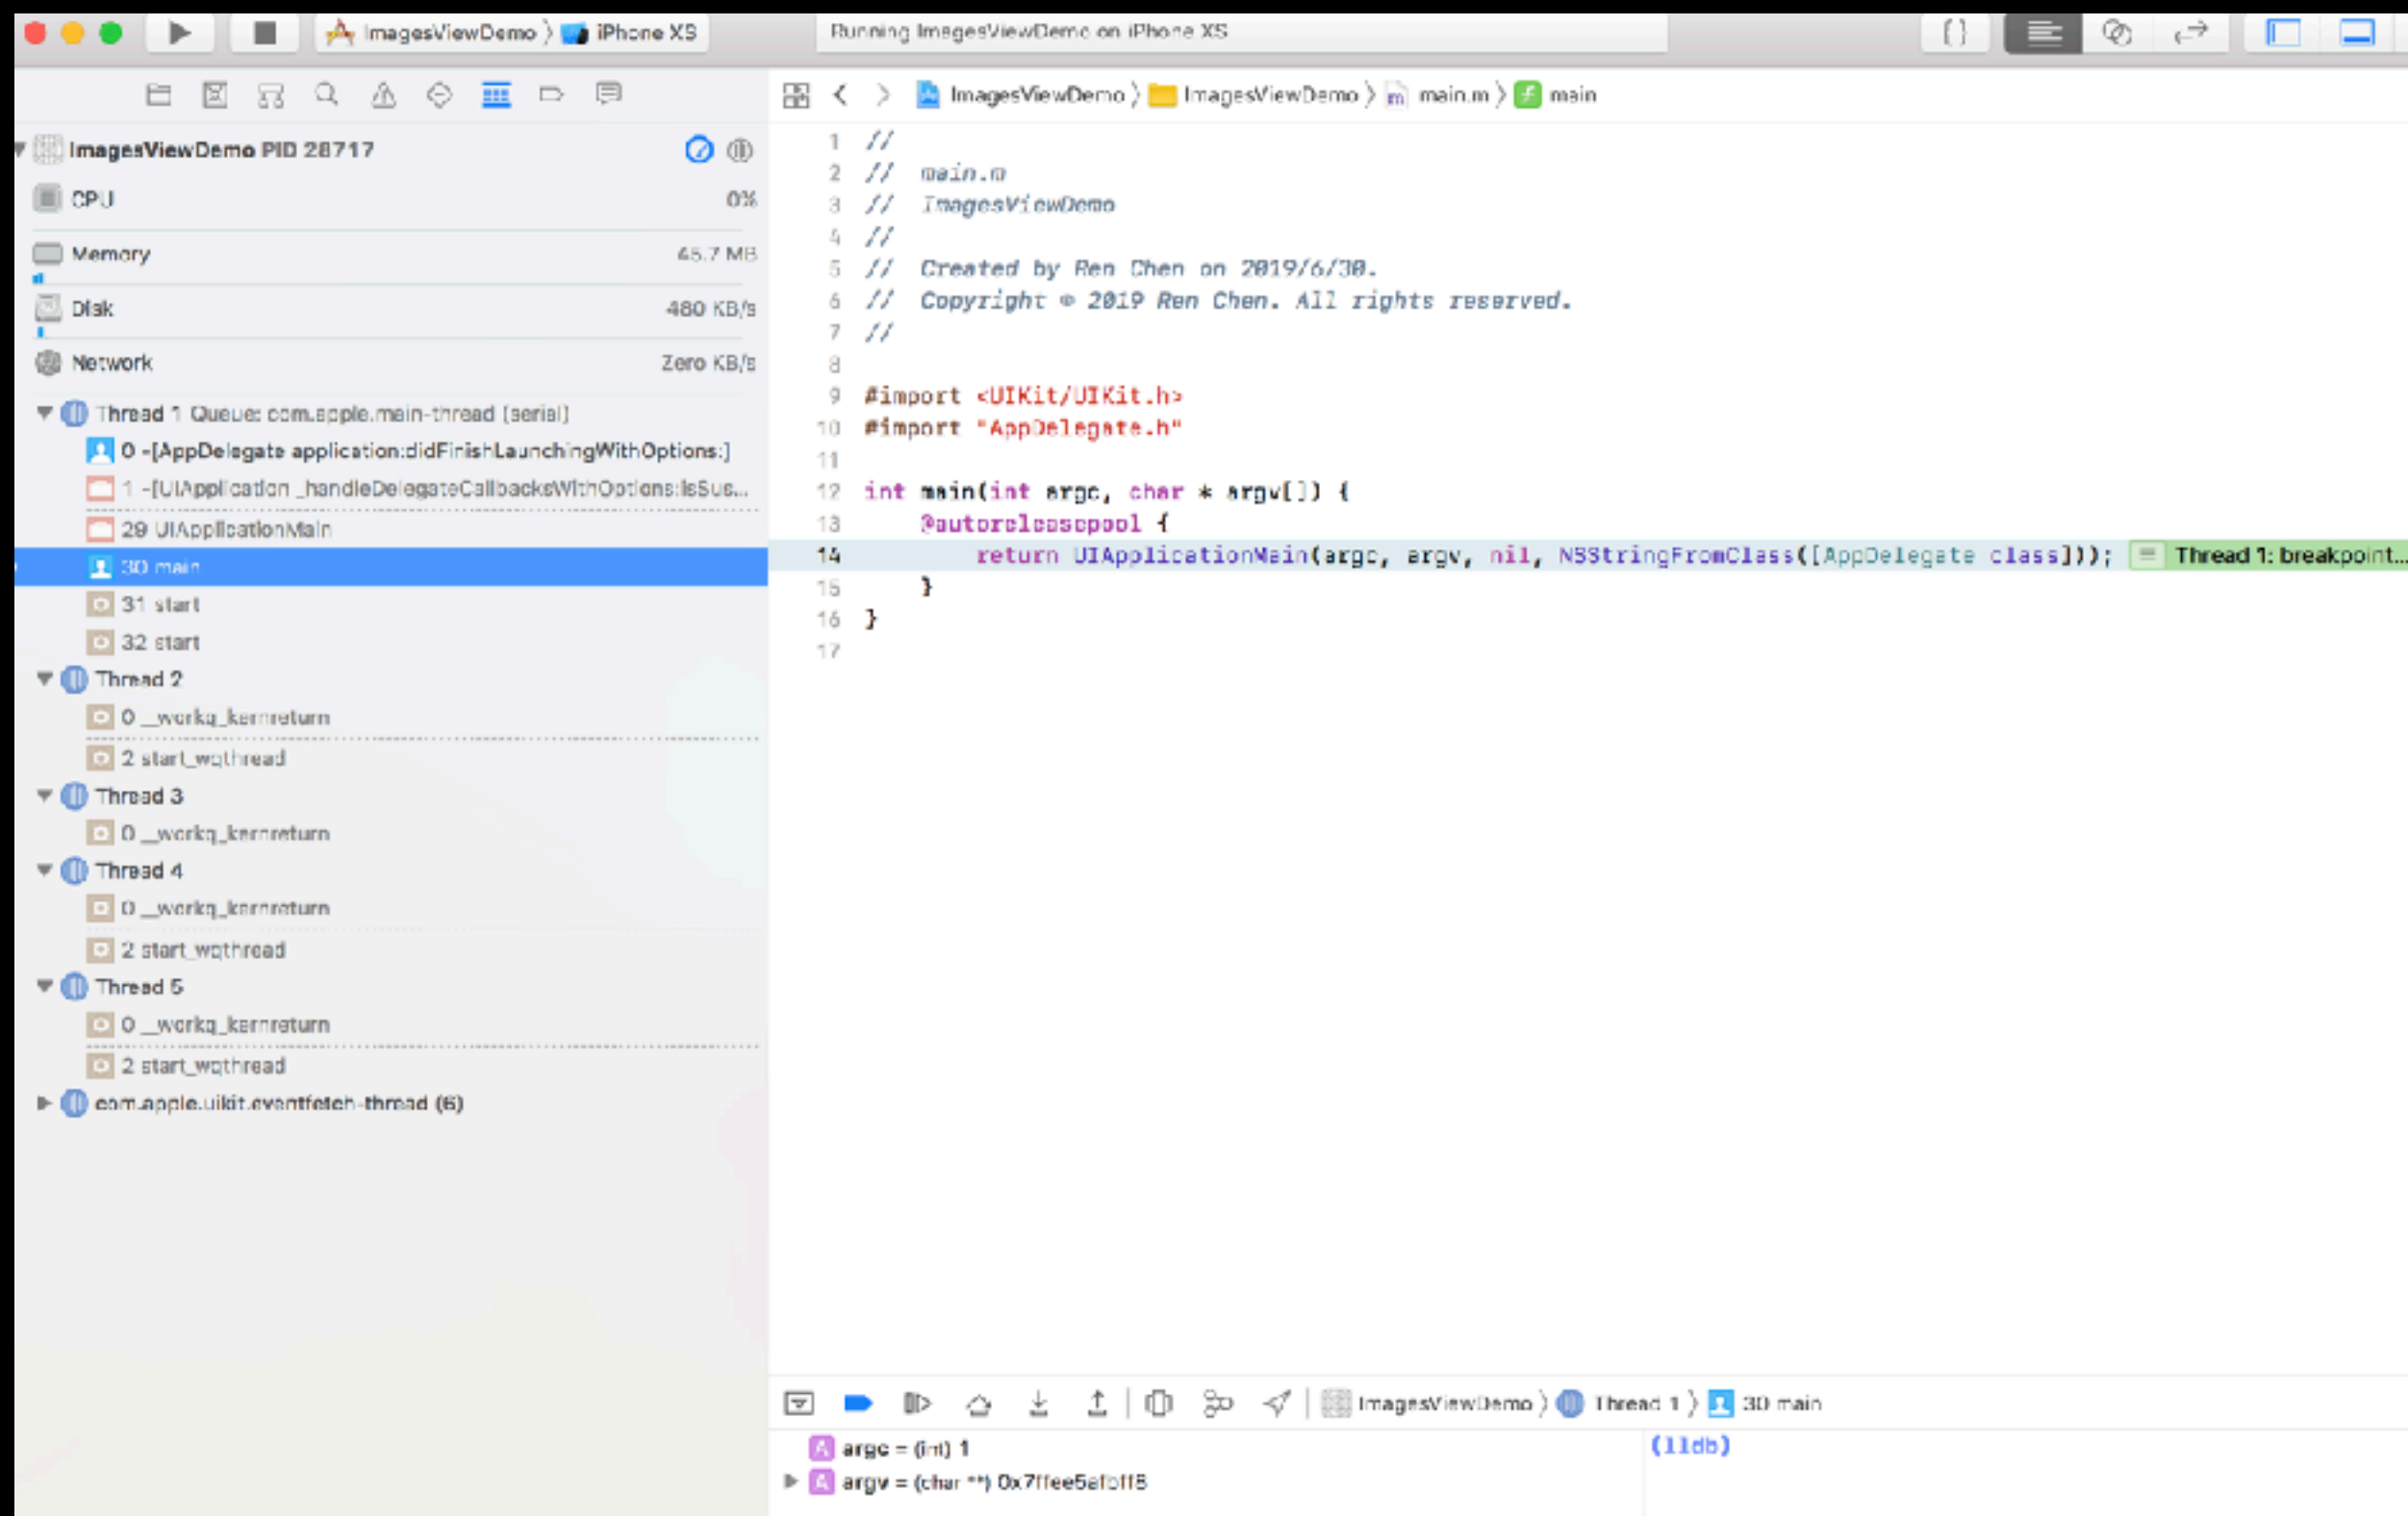 ImagesViewDemo iPhone XS
Running ImagesViewDemo on iPhone XS
ImagesViewDemo PID 28717
CPU 0%
Memory 45.7 MB
Disk 480 KB/s
Network Zero KB/s
Thread 1 Queue: com.apple.main-thread (serial)
0 -[AppDelegate application:didFinishLaunchingWithOptions:]
1 -[UIApplication _handleDelegateCallbacksWithOptions:isSus...
29 UIApplicationMain
30 main
31 start
32 start
Thread 2
0 __workq_kernreturn
2 start_wqthread
Thread 3
0 __workq_kernreturn
Thread 4
0 __workq_kernreturn
2 start_wqthread
Thread 5
0 __workq_kernreturn
2 start_wqthread
com.apple.uikit.eventfetch-thread (6)
ImagesViewDemo ImagesViewDemo main.m main
1 //
2 // main.m
3 // ImagesViewDemo
4 //
5 // Created by Ren Chen on 2019/6/30.
6 // Copyright © 2019 Ren Chen. All rights reserved.
7 //
8
9 #import <UIKit/UIKit.h>
10 #import "AppDelegate.h"
11
12 int main(int argc, char * argv[]) {
13 @autoreleasepool {
14 return UIApplicationMain(argc, argv, nil, NSStringFromClass([AppDelegate class])); Thread 1: breakpoint...
15 }
16 }
17
ImagesViewDemo Thread 1 30 main
argc = (int) 1
argv = (char **)
(lldb)